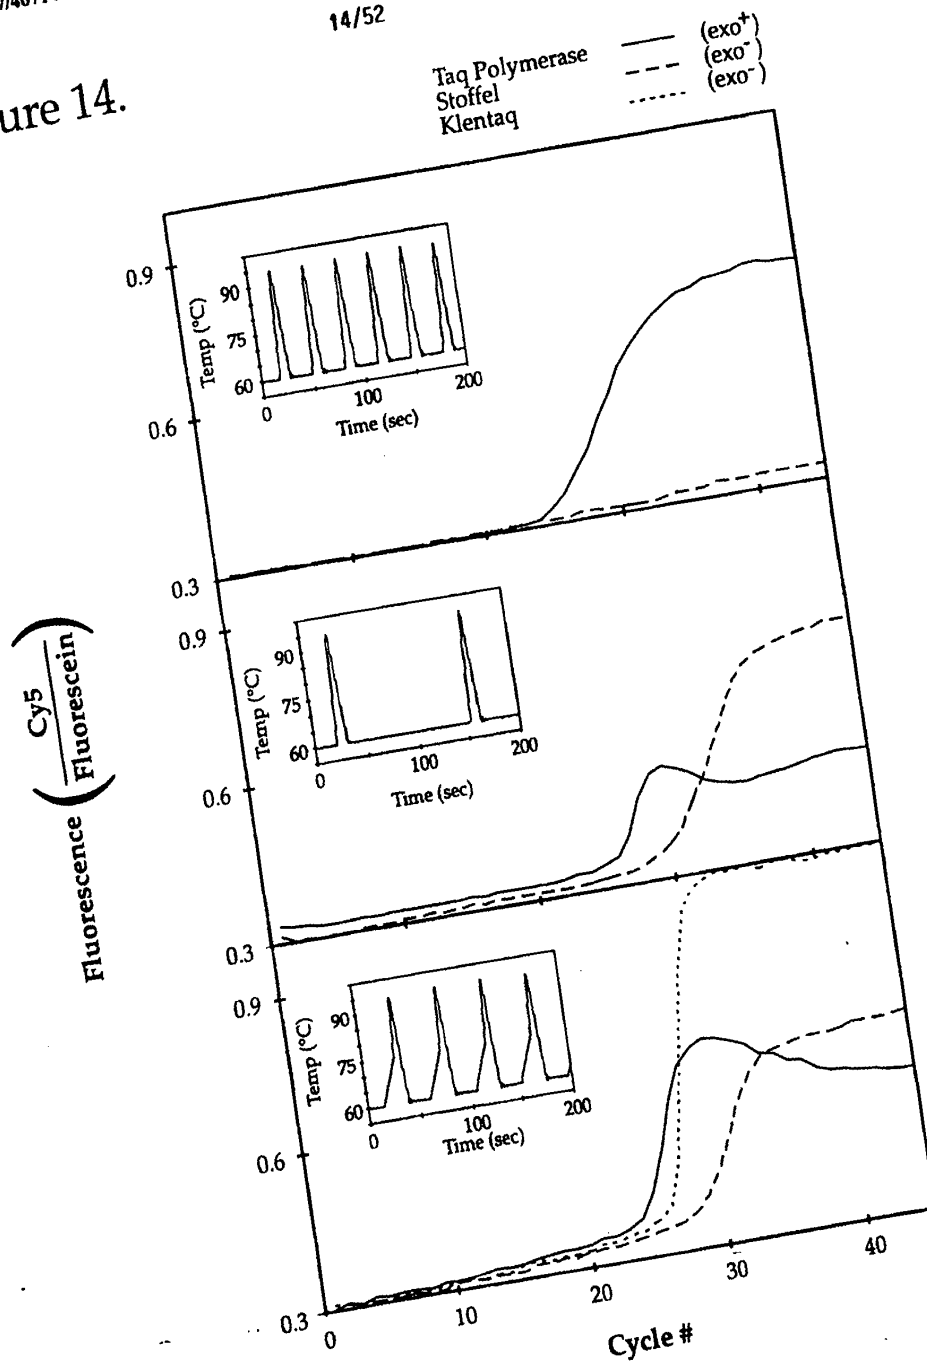 14/52
ure 14.
Taq Polymerase (exo+)
Stoffel (exo-)
Klentaq (exo-)
0.9
0.6
0.3
Temp (°C)
90
75
60
0
100
200
Time (sec)
0.9
0.6
0.3
Temp (°C)
90
75
60
0
100
200
Time (sec)
Fluorescence ( Cy5 / Fluorescein )
0.9
0.6
0.3
Temp (°C)
90
75
60
0
100
200
Time (sec)
0
10
20
30
40
Cycle #